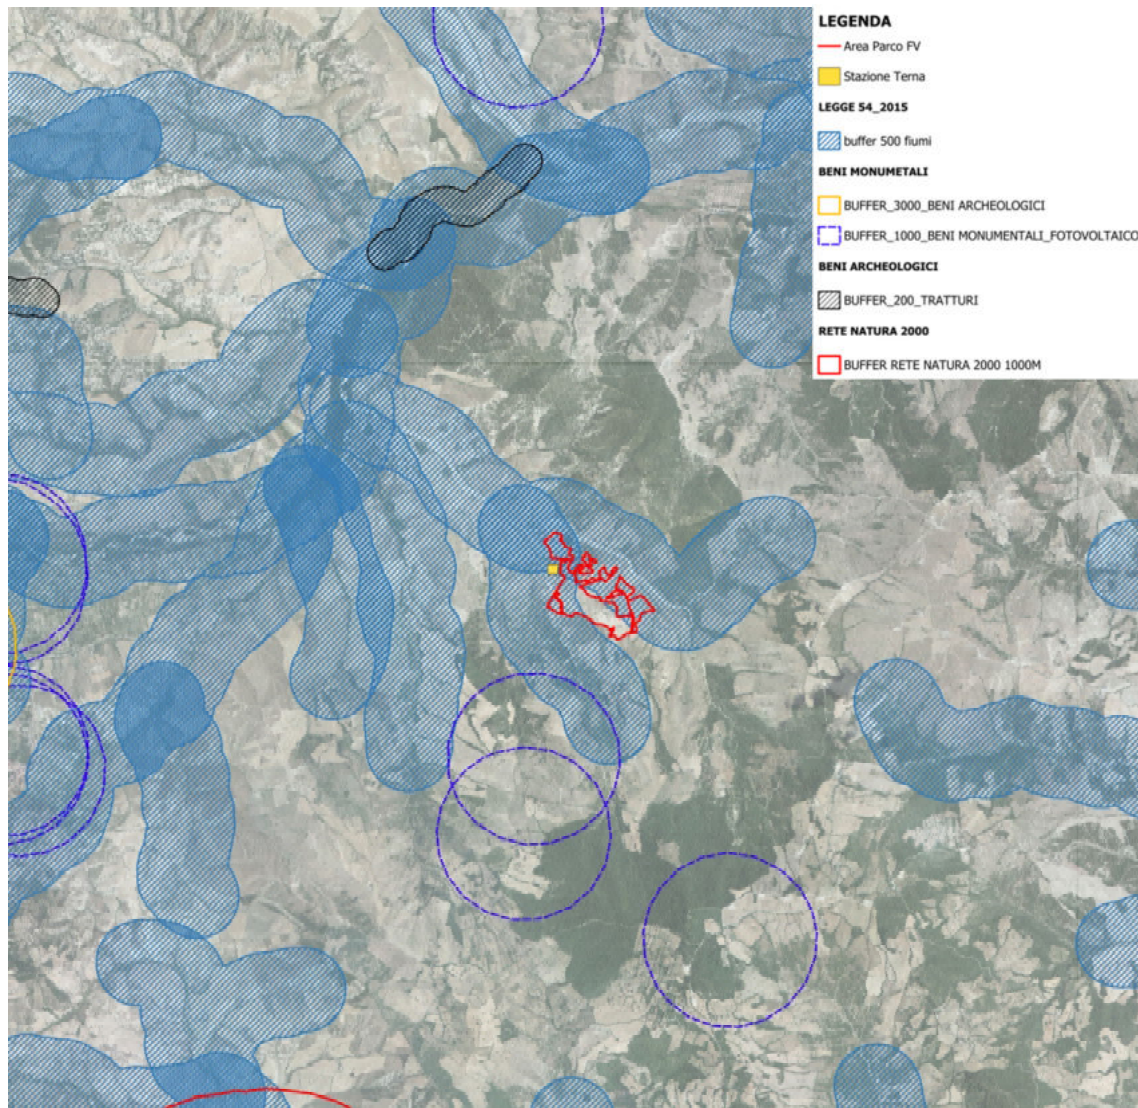 LEGENDA
Area Parco FV
Stazione Terna
LEGGE 54_2015
buffer 500 fiumi
BENI MONUMETALI
BUFFER_3000_BENI ARCHEOLOGICI
BUFFER_1000_BENI MONUMENTALI_FOTOVOLTAICO
BENI ARCHEOLOGICI
BUFFER_200_TRATTURI
RETE NATURA 2000
BUFFER RETE NATURA 2000 1000M